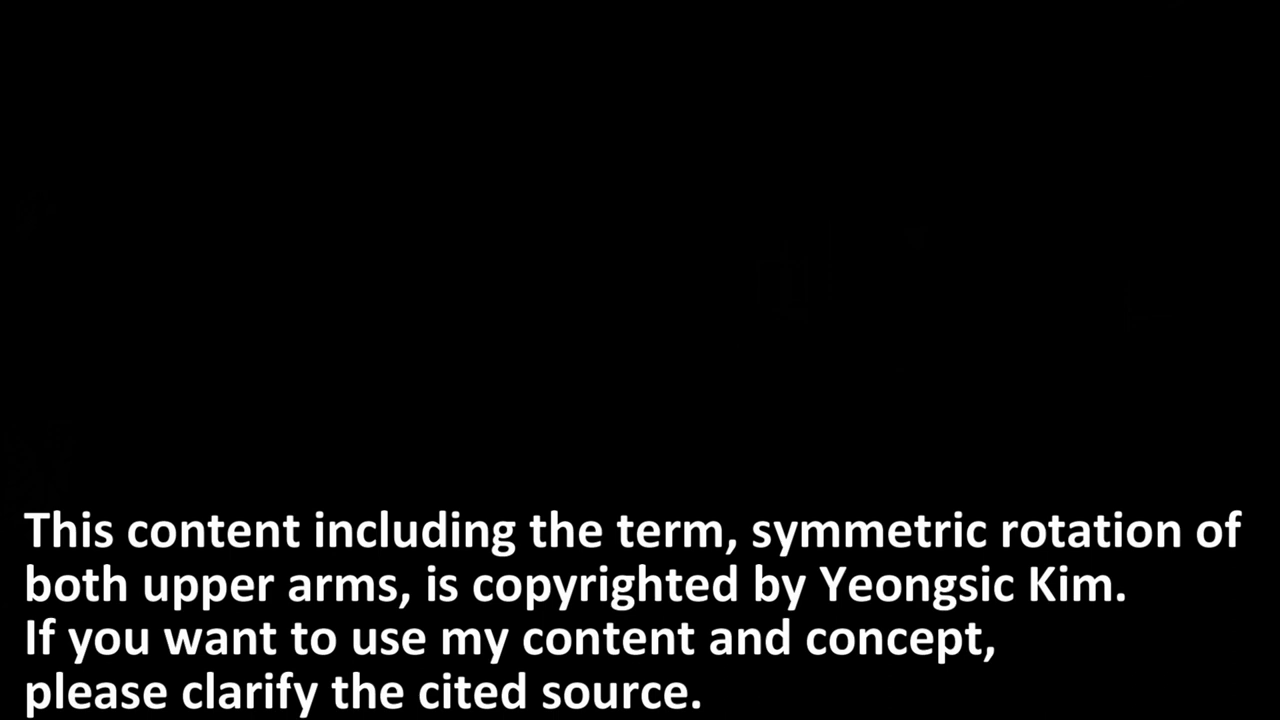 This content including the term, symmetric rotation of
both upper arms, is copyrighted by Yeongsic Kim.
If you want to use my content and concept,
please clarify the cited source.